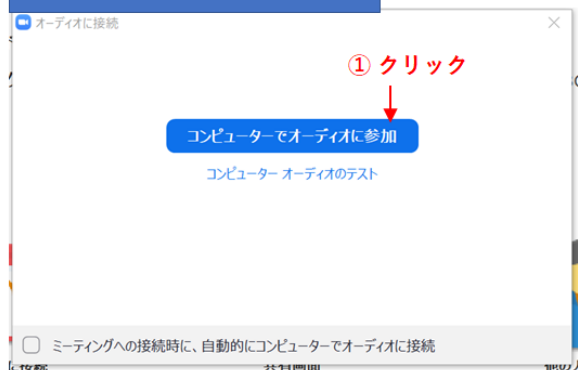 オーディオに接続
① クリック
コンピューターでオーディオに参加
コンピューター オーディオのテスト
ミーティングへの接続時に、自動的にコンピューターでオーディオに接続